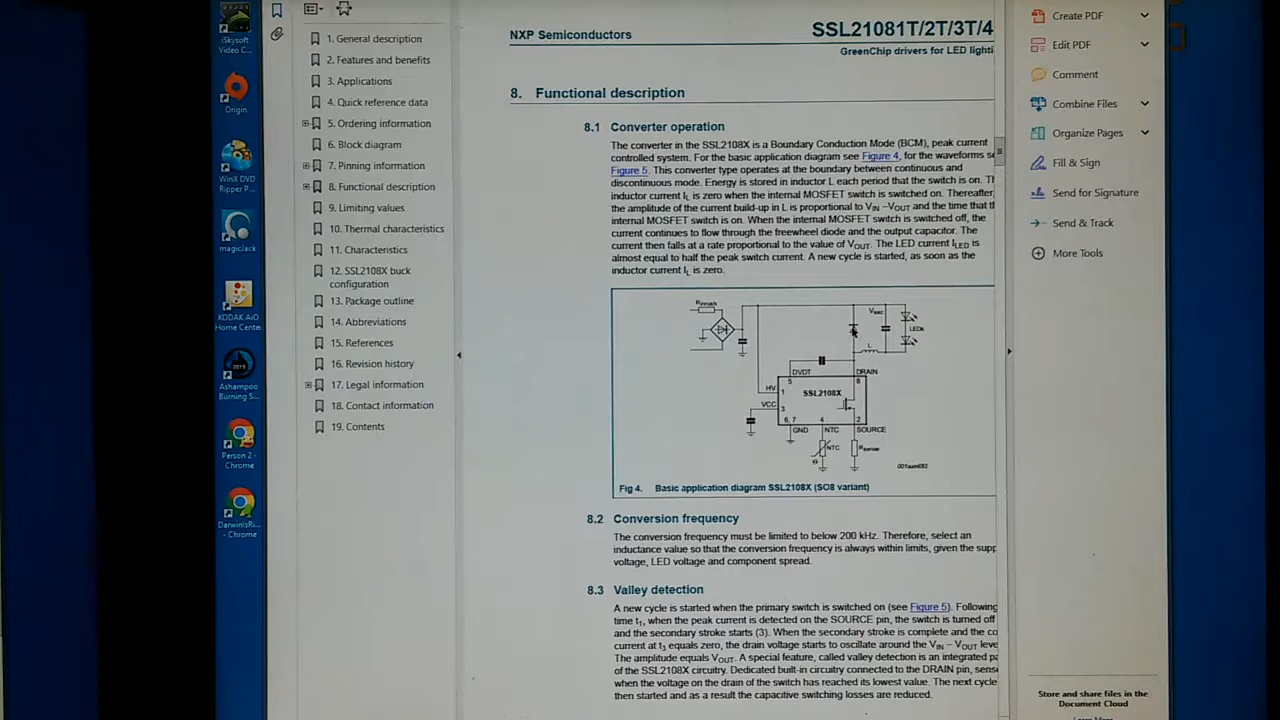 iSkysoft
Video C...
Origin
WinX DVD
Ripper P...
magicJack
KODAK AiO
Home Center
Ashampoo
Burning S...
Person 2 -
Chrome
DarwinIsRi...
- Chrome
1. General description
2. Features and benefits
3. Applications
4. Quick reference data
5. Ordering information
6. Block diagram
7. Pinning information
8. Functional description
9. Limiting values
10. Thermal characteristics
11. Characteristics
12. SSL2108X buck
configuration
13. Package outline
14. Abbreviations
15. References
16. Revision history
17. Legal information
18. Contact information
19. Contents
NXP Semiconductors
SSL21081T/2T/3T/4
GreenChip drivers for LED lighti
8. Functional description
8.1 Converter operation
The converter in the SSL2108X is a Boundary Conduction Mode (BCM), peak current
controlled system. For the basic application diagram see Figure 4, for the waveforms se
Figure 5. This converter type operates at the boundary between continuous and
discontinuous mode. Energy is stored in inductor L each period that the switch is on. Th
inductor current IL is zero when the internal MOSFET switch is switched on. Thereafter,
the amplitude of the current build-up in L is proportional to VIN −VOUT and the time that th
internal MOSFET switch is on. When the internal MOSFET switch is switched off, the
current continues to flow through the freewheel diode and the output capacitor. The
current then falls at a rate proportional to the value of VOUT. The LED current ILED is
almost equal to half the peak switch current. A new cycle is started, as soon as the
inductor current IL is zero.
Rinrush
LEDs
L
DVDT
DRAIN
5
8
HV
1
SSL2108X
VCC
3
6, 7
4
2
GND
NTC
SOURCE
NTC
Rsense
θ
Fig 4. Basic application diagram SSL2108X (SO8 variant)
8.2 Conversion frequency
The conversion frequency must be limited to below 200 kHz. Therefore, select an
inductance value so that the conversion frequency is always within limits, given the supp
voltage, LED voltage and component spread.
8.3 Valley detection
A new cycle is started when the primary switch is switched on (see Figure 5). Following
time t1, when the peak current is detected on the SOURCE pin, the switch is turned off
and the secondary stroke starts (3). When the secondary stroke is complete and the co
current at t3 equals zero, the drain voltage starts to oscillate around the VIN − VOUT leve
The amplitude equals VOUT. A special feature, called valley detection is an integrated pa
of the SSL2108X circuitry. Dedicated built-in circuitry connected to the DRAIN pin, sens
when the voltage on the drain of the switch has reached its lowest value. The next cycle
then started and as a result the capacitive switching losses are reduced.
Create PDF
Edit PDF
Comment
Combine Files
Organize Pages
Fill & Sign
Send for Signature
Send & Track
More Tools
Store and share files in the
Document Cloud
Learn More